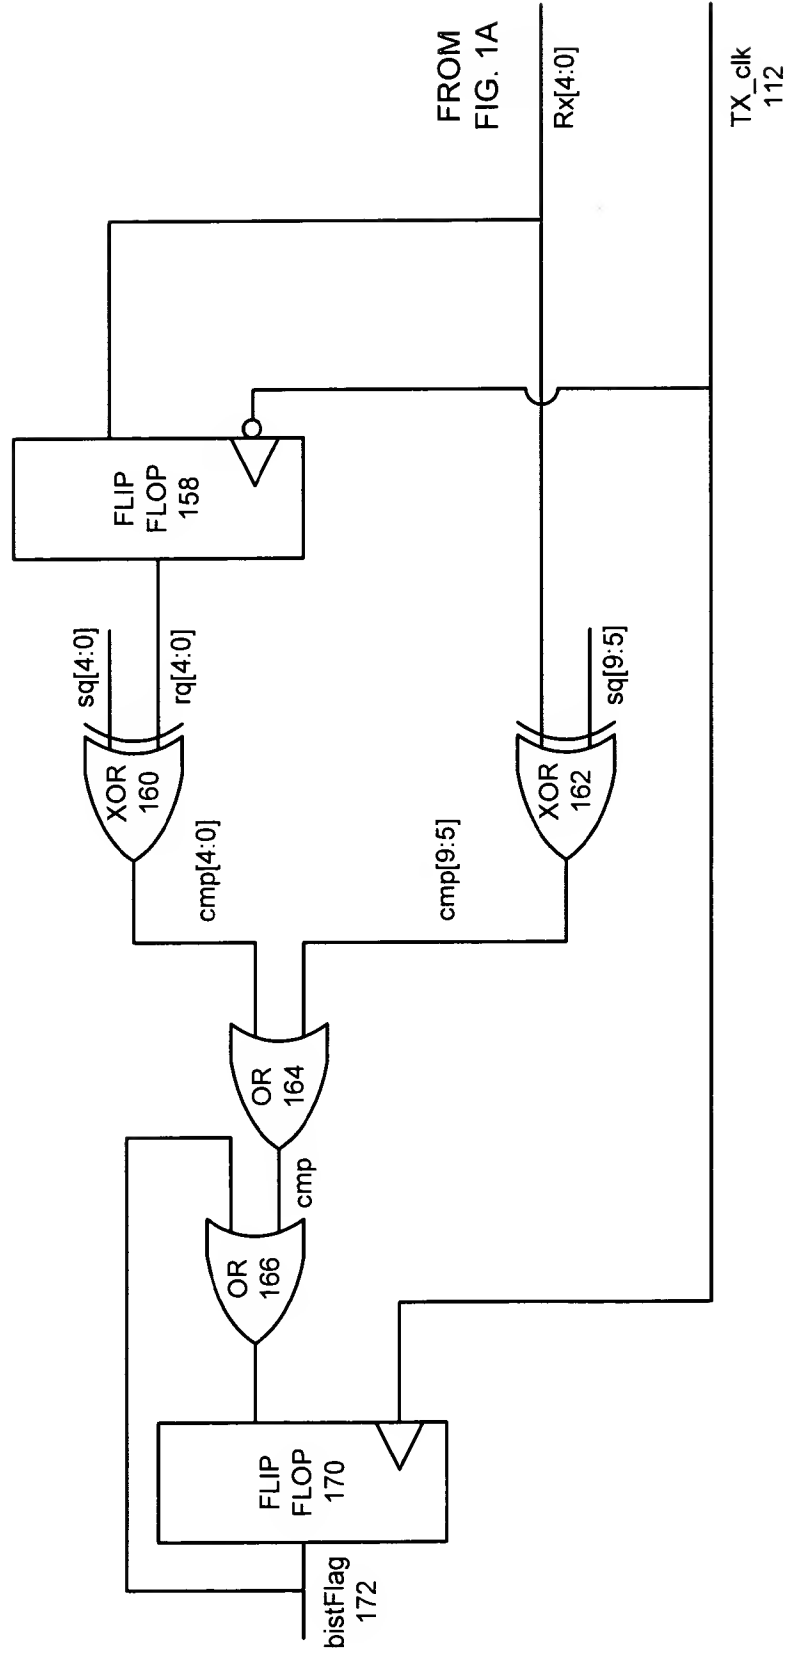 FROM
FIG. 1A
Rx[4:0]
TX_clk
112
FLIP
FLOP
158
sq[4:0]
rq[4:0]
XOR
160
sq[9:5]
XOR
162
cmp[4:0]
cmp[9:5]
OR
164
cmp
OR
166
FLIP
FLOP
170
bistFlag
172